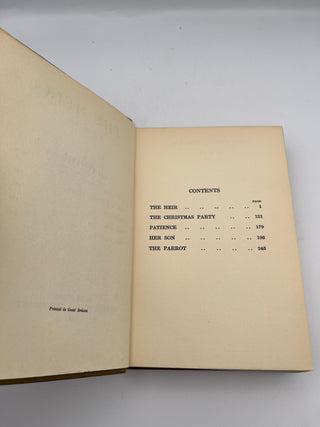 Printed in Great Britain
CONTENTS
PAGE
THE HEIR .. .. .. .. .. 1
THE CHRISTMAS PARTY .. .. 121
PATIENCE .. .. .. .. .. 179
HER SON .. .. .. .. .. 196
THE PARROT .. .. .. .. 248